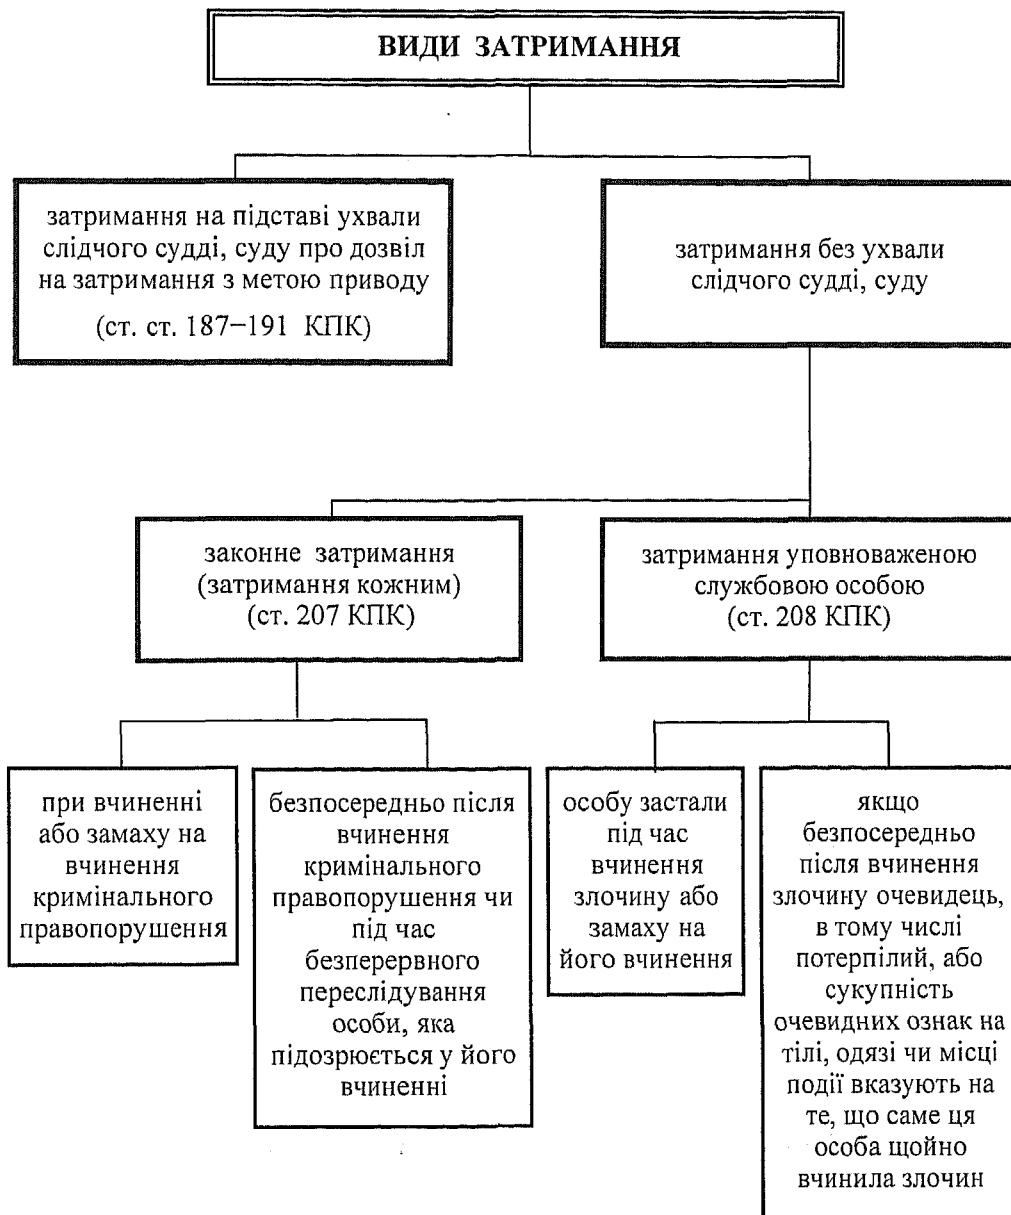 ВИДИ ЗАТРИМАННЯ
затримання на підставі ухвали
слідчого судді, суду про дозвіл
на затримання з метою приводу
(ст. ст. 187–191 КПК)
затримання без ухвали
слідчого судді, суду
законне затримання
(затримання кожним)
(ст. 207 КПК)
затримання уповноваженою
службовою особою
(ст. 208 КПК)
при вчиненні
або замаху на
вчинення
кримінального
правопорушення
безпосередньо після
вчинення
кримінального
правопорушення чи
під час
безперервного
переслідування
особи, яка
підозрюється у його
вчиненні
особу застали
під час
вчинення
злочину або
замаху на
його вчинення
якщо
безпосередньо
після вчинення
злочину очевидець,
в тому числі
потерпілий, або
сукупність
очевидних ознак на
тілі, одязі чи місці
події вказують на
те, що саме ця
особа щойно
вчинила злочин